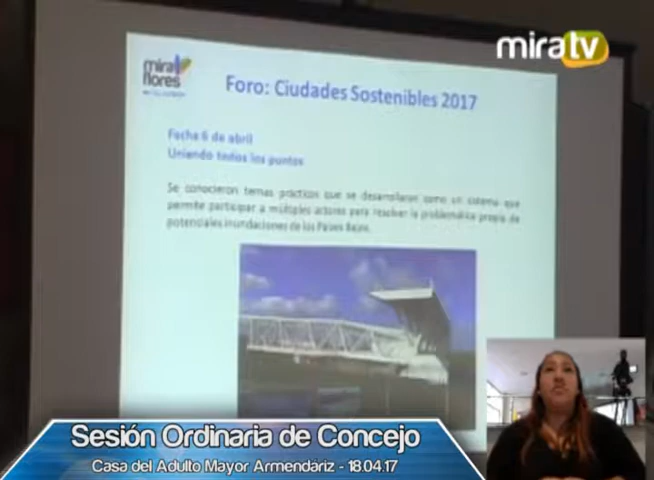 miratv
mira
flores
Foro: Ciudades Sostenibles 2017
Fecha 6 de abril
Uniendo todos los puntos
Se conocieron temas prácticos que se desarrollaron como un sistema que
permite participar a múltiples actores para resolver la problemática propia de
potenciales inundaciones de los Países Bajos.
Sesión Ordinaria de Concejo
Casa del Adulto Mayor Armendáriz - 18.04.17